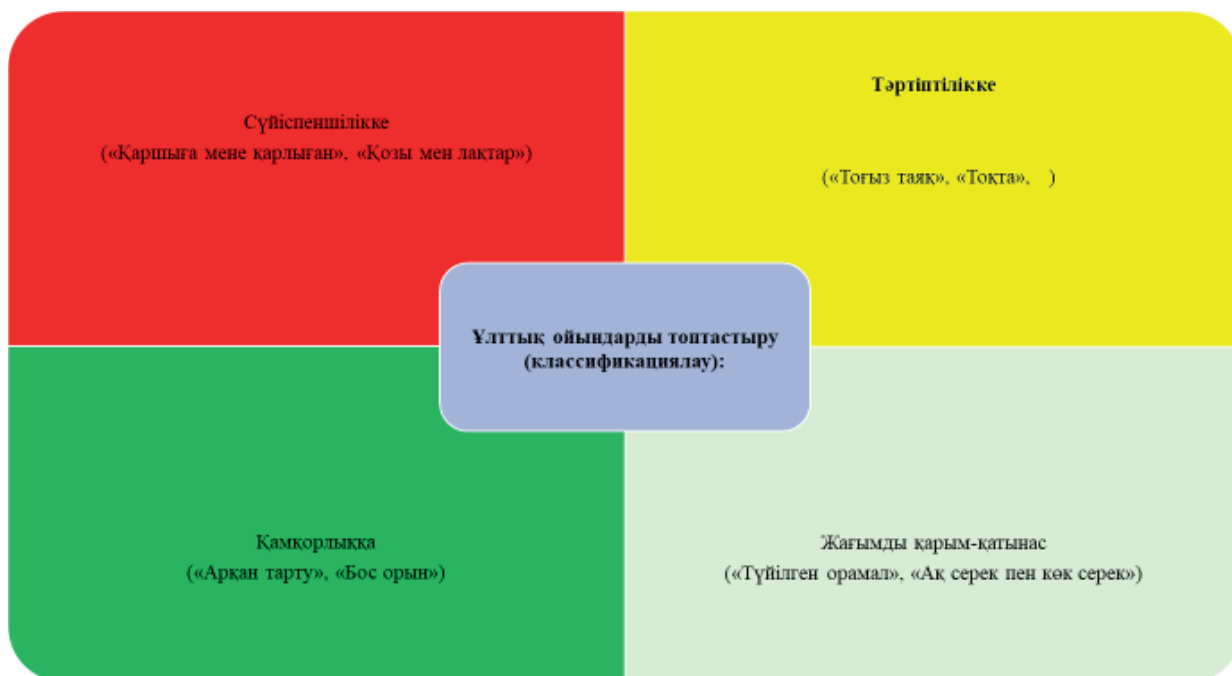 Сүйіспеншілікке
(«Қаршыға мене қарлыған», «Қозы мен лақтар»)
Тәртіптілікке
(«Тоғыз таяқ», «Тоқта», )
Ұлттық ойындарды топтастыру
(классификациялау):
Қамқорлыққа
(«Арқан тарту», «Бос орын»)
Жағымды қарым-қатынас
(«Түйілген орамал», «Ақ серек пен көк серек»)